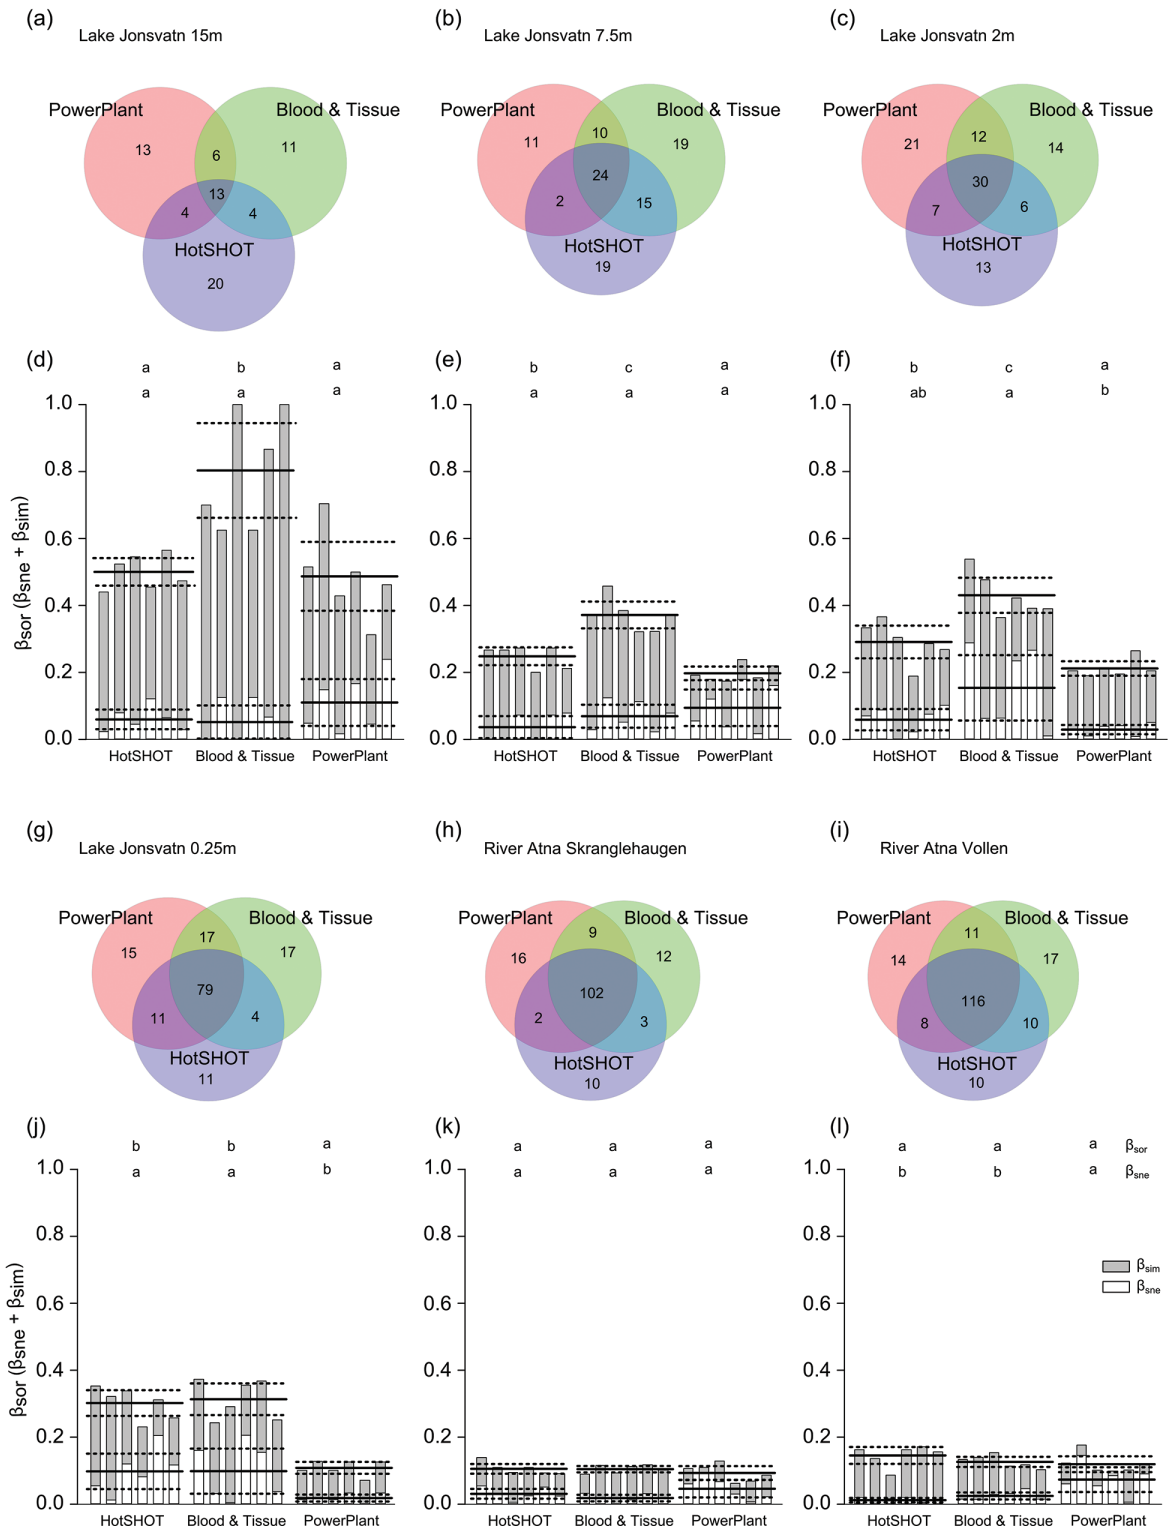 (a) (b) (c)
Lake Jonsvatn 15m Lake Jonsvatn 7.5m Lake Jonsvatn 2m
PowerPlant Blood & Tissue PowerPlant Blood & Tissue PowerPlant Blood & Tissue
13 6 11 11 10 19 21 12 14
13 24 30
4 4 2 15 7 6
HotSHOT HotSHOT HotSHOT
20 19 13
(d) (e) (f)
a b a b c a b c a
a a a a a a ab a b
1.0 1.0 1.0
0.8 0.8 0.8
0.6 0.6 0.6
0.4 0.4 0.4
0.2 0.2 0.2
0.0 0.0 0.0
βsor (βsne + βsim)
HotSHOT Blood & Tissue PowerPlant HotSHOT Blood & Tissue PowerPlant HotSHOT Blood & Tissue PowerPlant
(g) (h) (i)
Lake Jonsvatn 0.25m River Atna Skranglehaugen River Atna Vollen
PowerPlant Blood & Tissue PowerPlant Blood & Tissue PowerPlant Blood & Tissue
15 17 17 16 9 12 14 11 17
79 102 116
11 4 2 3 8 10
HotSHOT HotSHOT HotSHOT
11 10 10
(j) (k) (l)
b b a a a a a a a βsor
a a b a a a b b a βsne
1.0 1.0 1.0
0.8 0.8 0.8
0.6 0.6 0.6
0.4 0.4 0.4
0.2 0.2 0.2
0.0 0.0 0.0
βsor (βsne + βsim)
βsim
βsne
HotSHOT Blood & Tissue PowerPlant HotSHOT Blood & Tissue PowerPlant HotSHOT Blood & Tissue PowerPlant